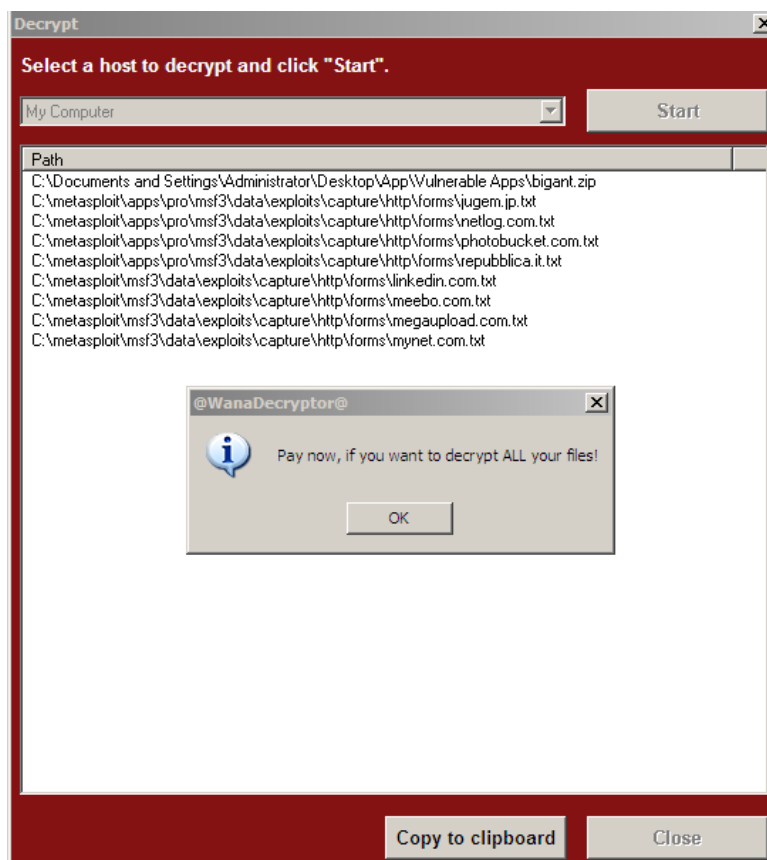 Decrypt
Select a host to decrypt and click "Start".
My Computer
Start
Path
C:\Documents and Settings\Administrator\Desktop\App\Vulnerable Apps\bigant.zip
C:\metasploit\apps\pro\msf3\data\exploits\capture\http\forms\jugem.jp.txt
C:\metasploit\apps\pro\msf3\data\exploits\capture\http\forms\netlog.com.txt
C:\metasploit\apps\pro\msf3\data\exploits\capture\http\forms\photobucket.com.txt
C:\metasploit\apps\pro\msf3\data\exploits\capture\http\forms\repubblica.it.txt
C:\metasploit\msf3\data\exploits\capture\http\forms\linkedin.com.txt
C:\metasploit\msf3\data\exploits\capture\http\forms\meebo.com.txt
C:\metasploit\msf3\data\exploits\capture\http\forms\megaupload.com.txt
C:\metasploit\msf3\data\exploits\capture\http\forms\mynet.com.txt
@WanaDecryptor@
Pay now, if you want to decrypt ALL your files!
OK
Copy to clipboard
Close